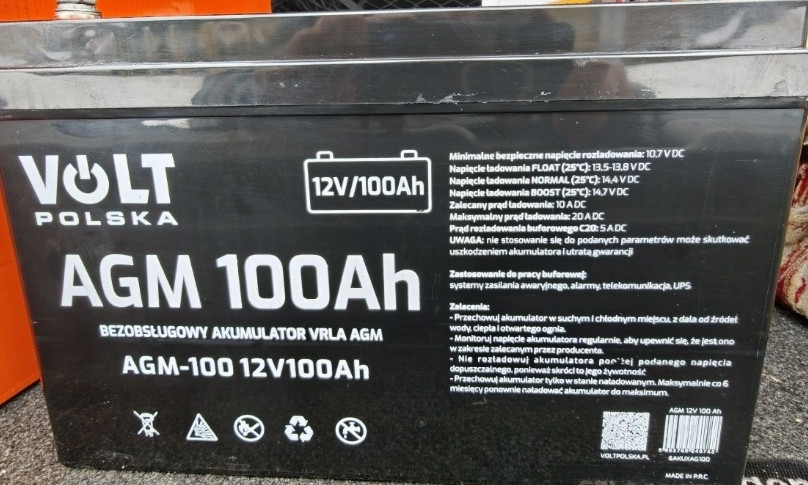 VOLT
POLSKA
12V/100Ah
AGM 100Ah
BEZOBSŁUGOWY AKUMULATOR VRLA AGM
AGM-100 12V100Ah
Minimalne bezpieczne napięcie rozładowania: 10,7 V DC
Napięcie ładowania FLOAT (25°C): 13,5-13,8 V DC
Napięcie ładowania NORMAL (25°C): 14,4 V DC
Napięcie ładowania BOOST (25°C): 14,7 V DC
Zalecany prąd ładowania: 10 A DC
Maksymalny prąd ładowania: 20 A DC
Prąd rozładowania buforowego C20: 5 A DC
UWAGA: nie stosowanie się do podanych parametrów może skutkować
uszkodzeniem akumulatora i utratą gwarancji
Zastosowanie do pracy buforowej:
systemy zasilania awaryjnego, alarmy, telekomunikacja, UPS
Zalecenia:
- Przechowuj akumulator w suchym i chłodnym miejscu, z dala od źródeł
wody, ciepła i otwartego ognia.
- Monitoruj napięcie akumulatora regularnie, aby upewnić się, że jest ono
w zakresie zalecanym przez producenta.
- Nie rozładowuj akumulatora poniżej podanego napięcia
dopuszczalnego, ponieważ skróci to jego żywotność
- Przechowuj akumulator tylko w stanie naładowanym. Maksymalnie co 6
miesięcy ponownie naładować akumulator do maksimum.
AGM 12V 100 Ah
VOLTPOLSKA.PL
6AKUXAG100
MADE IN P.R.C.